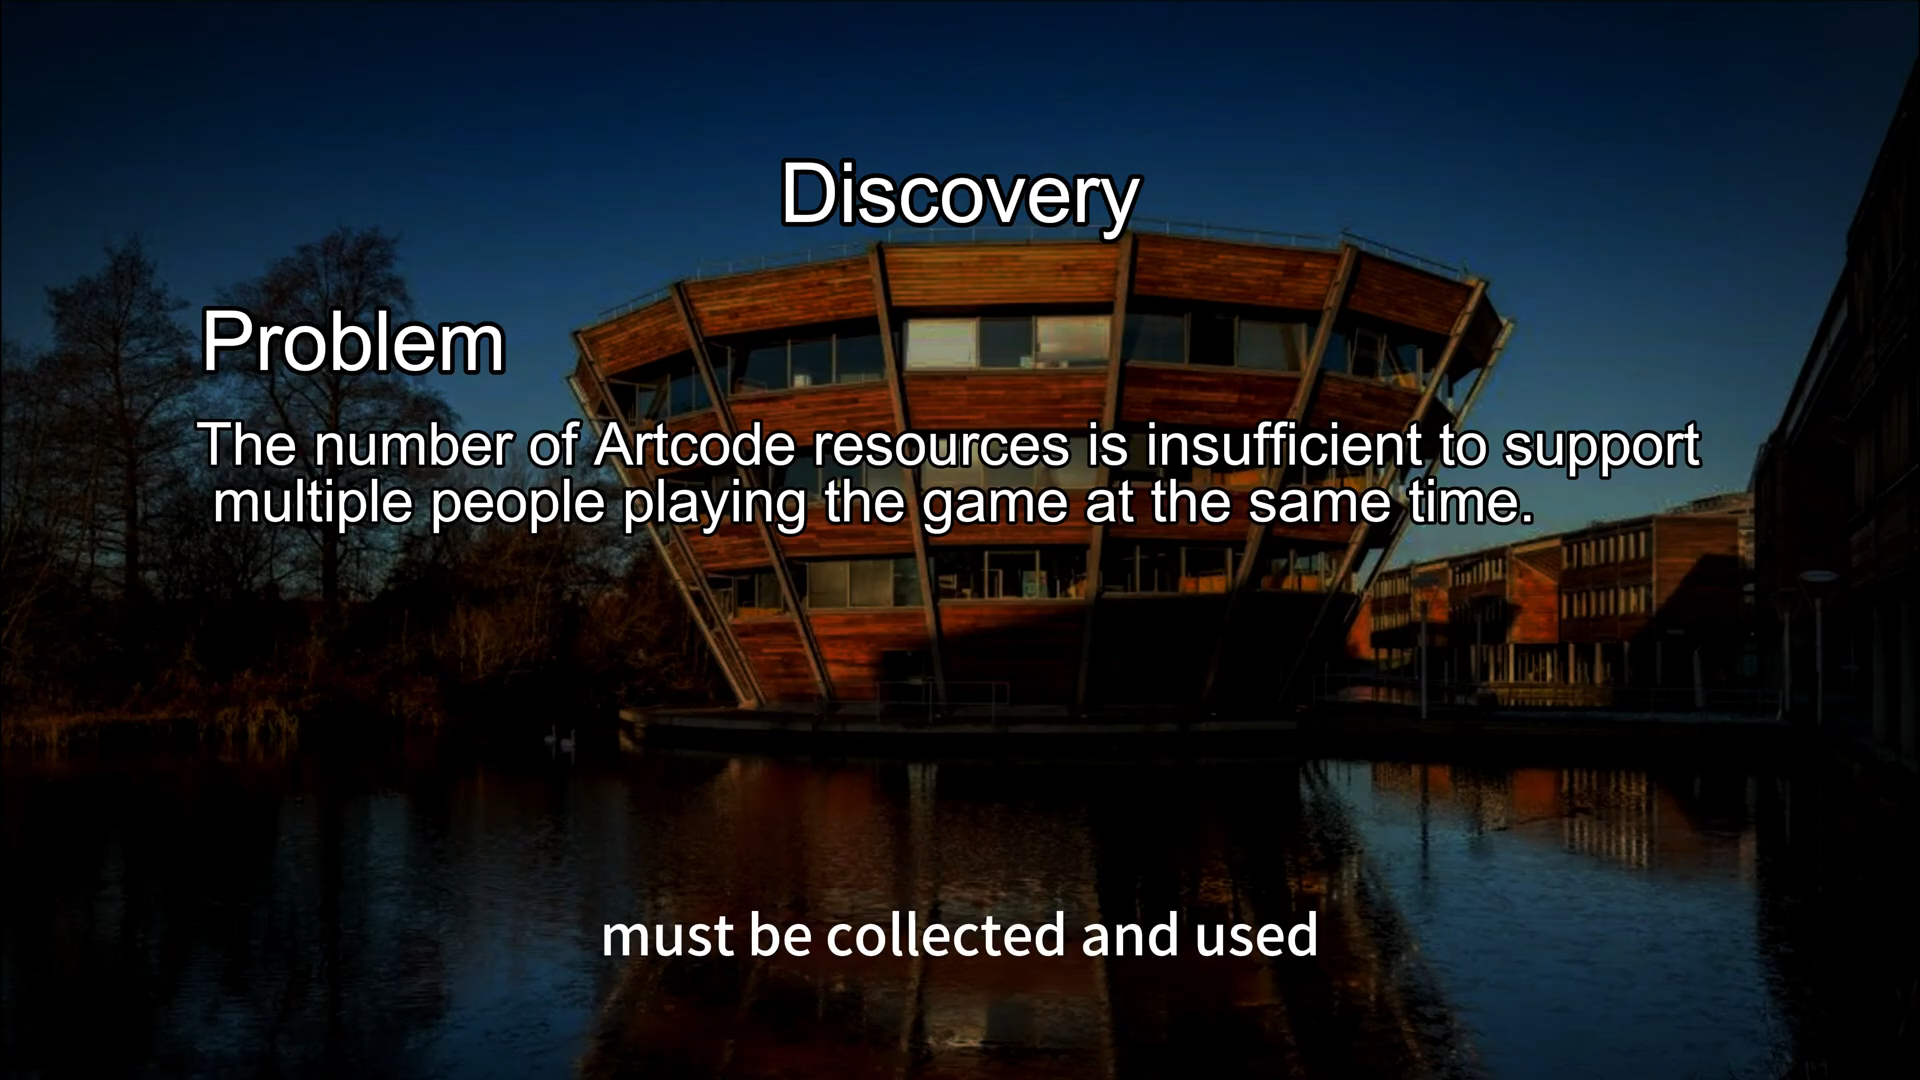 Discovery
Problem
The number of Artcode resources is insufficient to support
multiple people playing the game at the same time.
must be collected and used